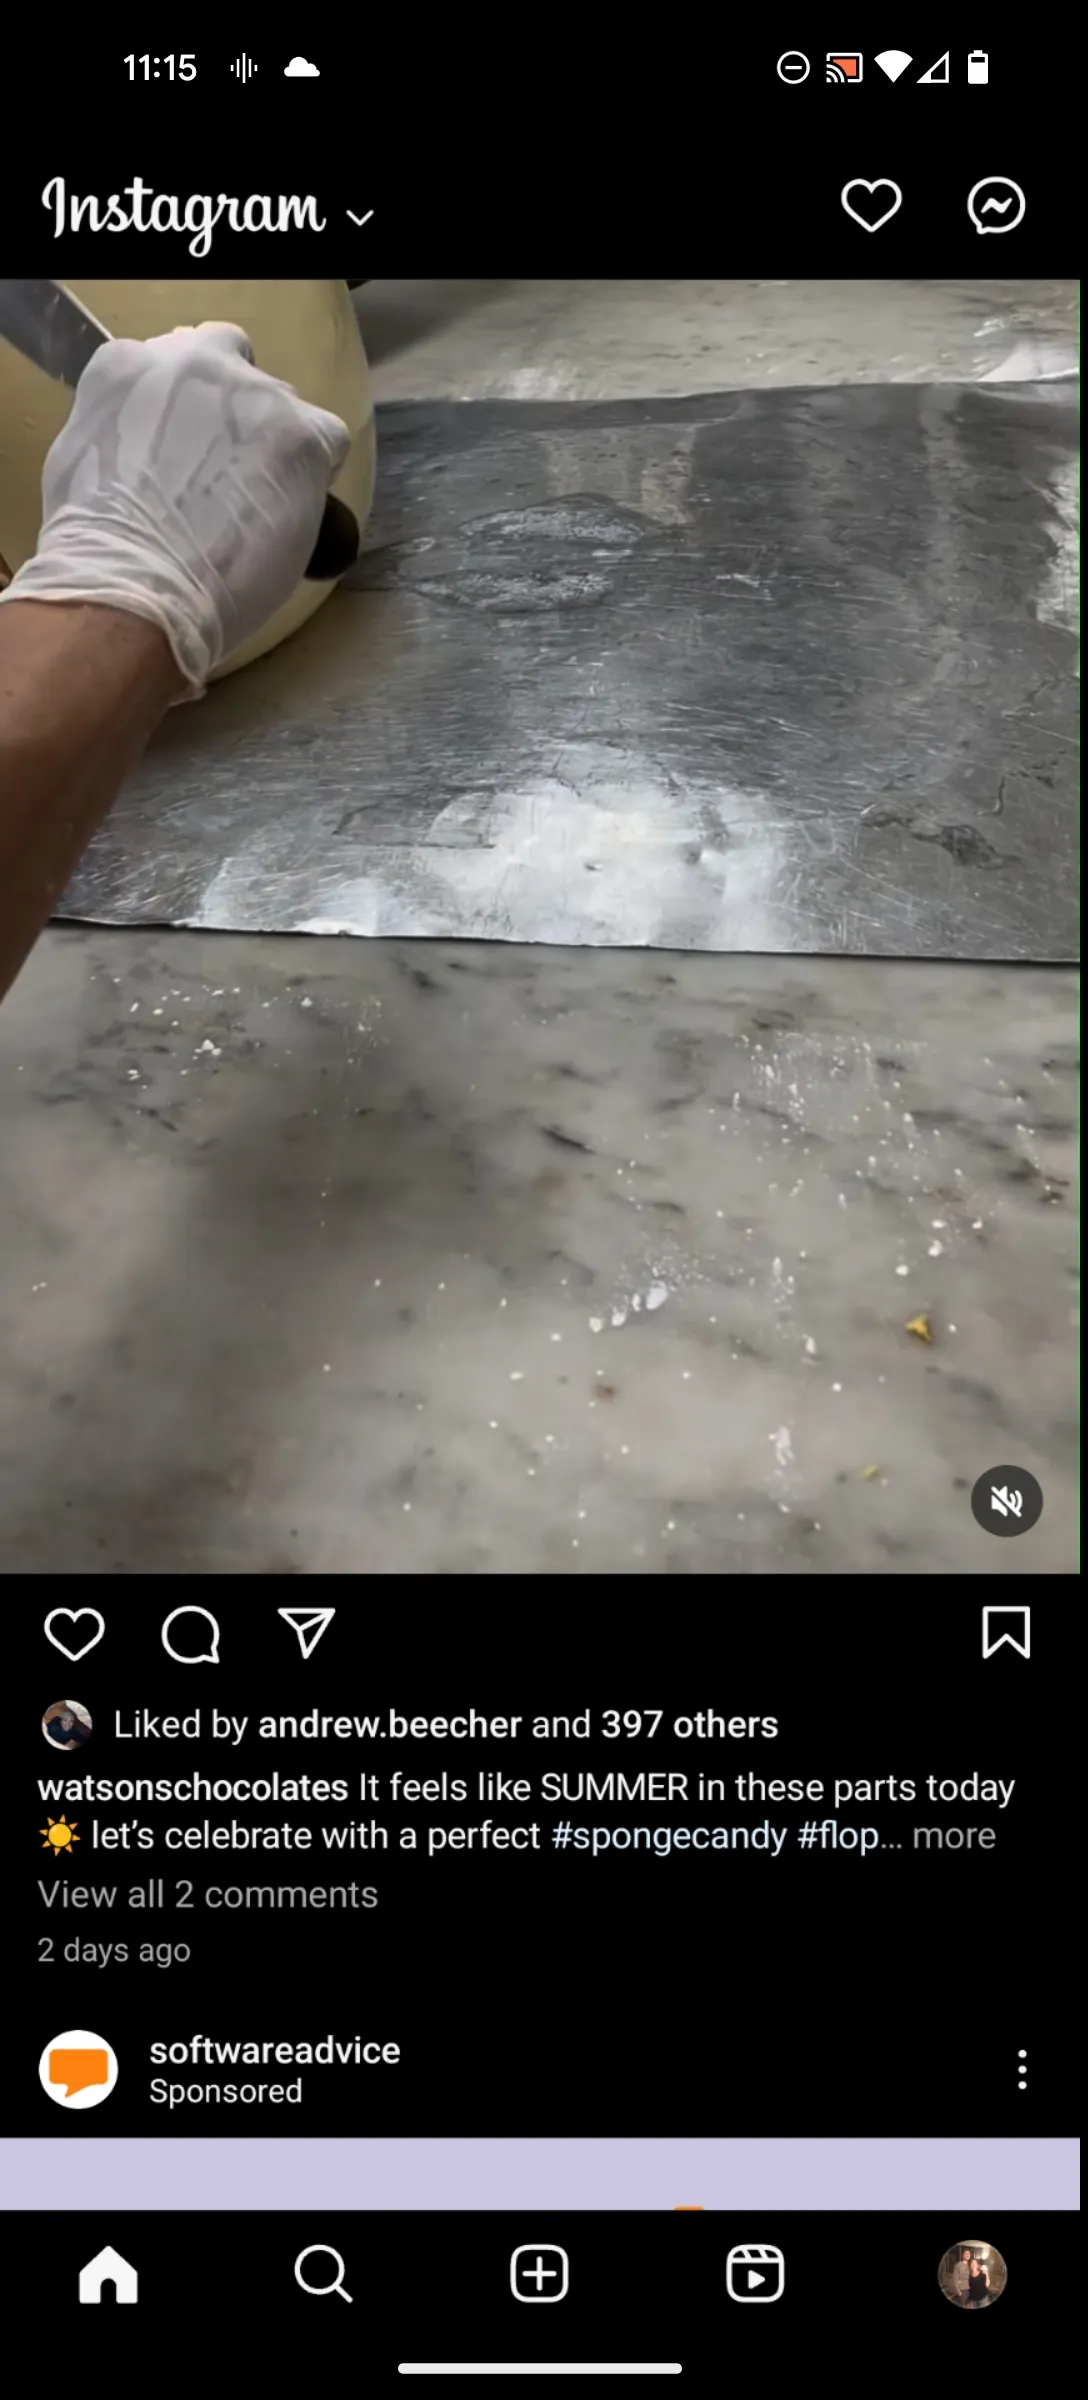 11:15
Instagram
Liked by andrew.beecher and 397 others
watsonschocolates It feels like SUMMER in these parts today
☀️ let's celebrate with a perfect #spongecandy #flop... more
View all 2 comments
2 days ago
softwareadvice
Sponsored